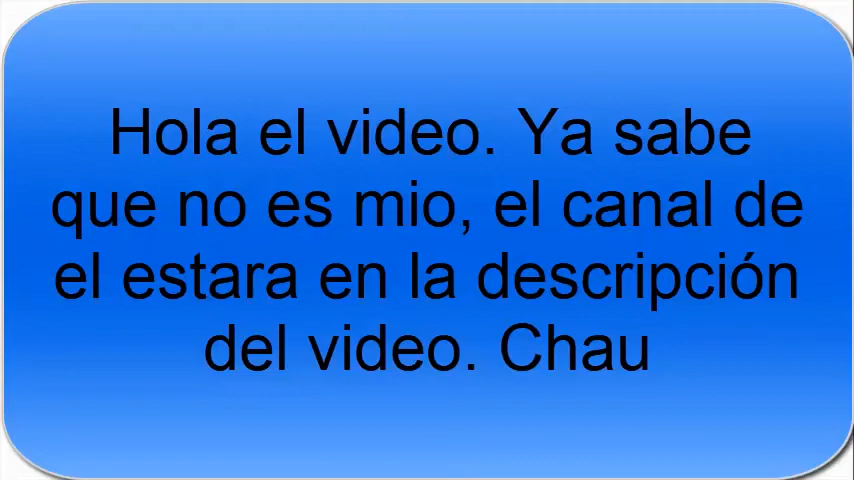 Hola el video. Ya sabe
que no es mio, el canal de
el estara en la descripción
del video. Chau